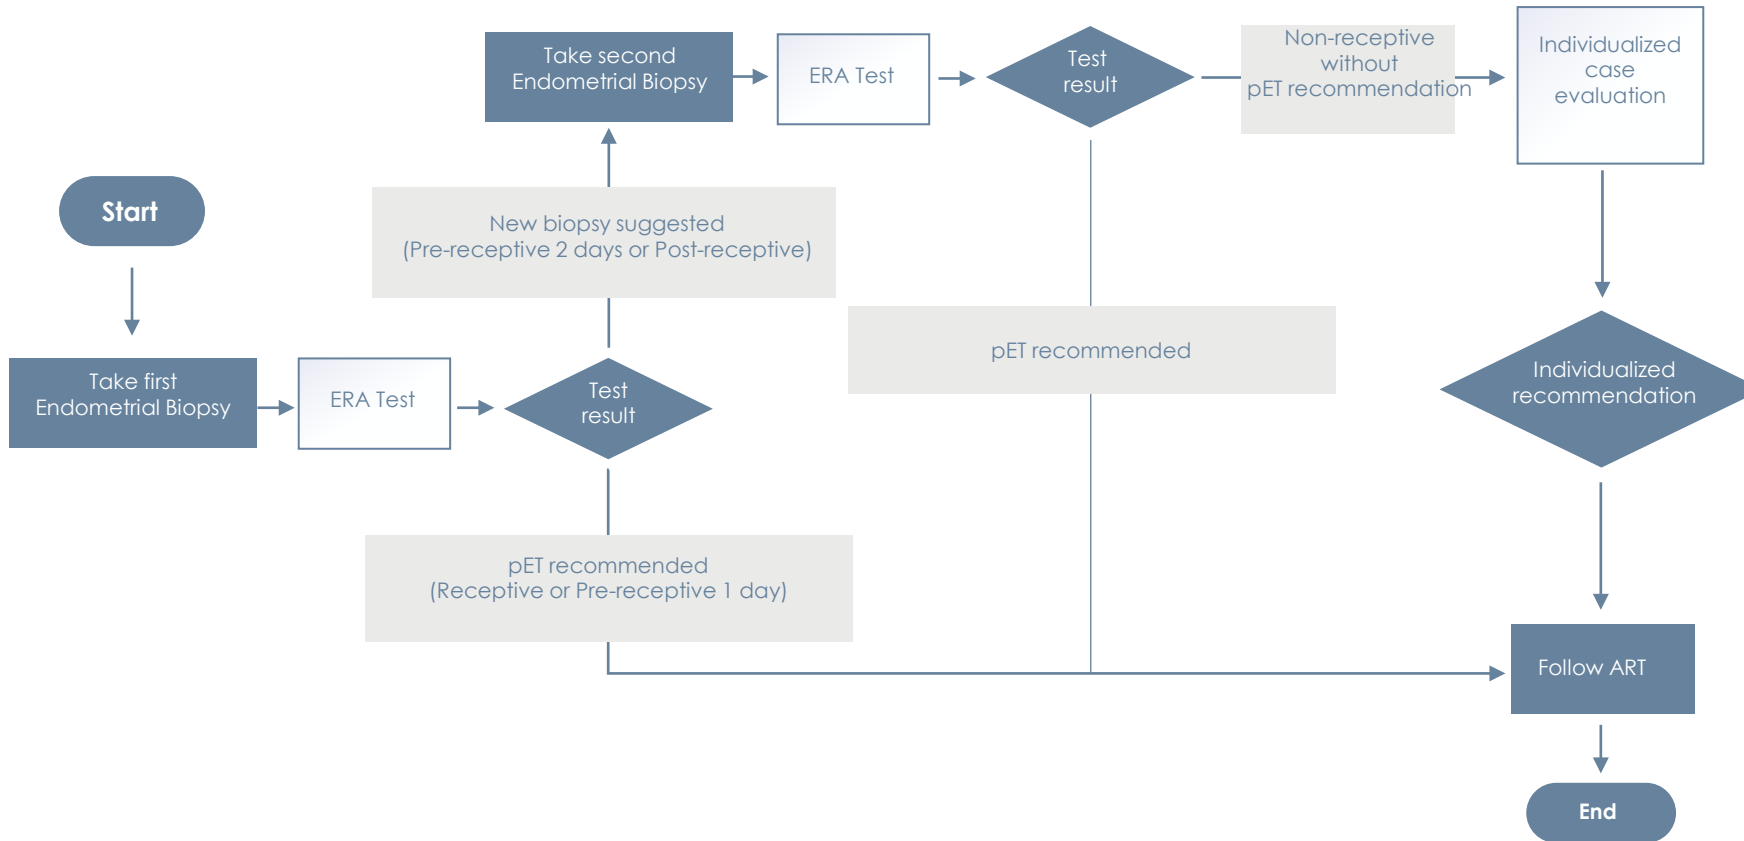 Start
Take first
Endometrial Biopsy
ERA Test
Test
result
New biopsy suggested
(Pre-receptive 2 days or Post-receptive)
pET recommended
(Receptive or Pre-receptive 1 day)
Take second
Endometrial Biopsy
ERA Test
Test
result
pET recommended
Non-receptive
without
pET recommendation
Individualized
case
evaluation
Individualized
recommendation
Follow ART
End